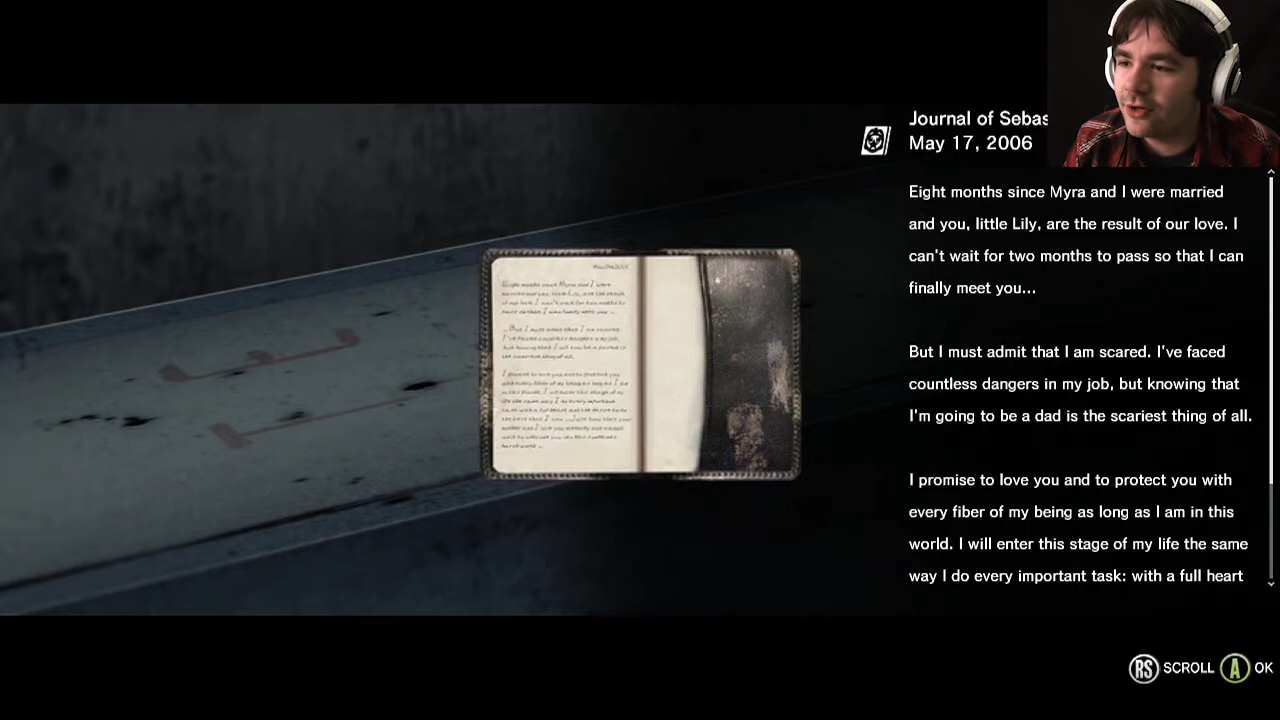 Journal of Sebas
May 17, 2006
Eight months since Myra and I were married
and you, little Lily, are the result of our love. I
can't wait for two months to pass so that I can
finally meet you...
But I must admit that I am scared. I've faced
countless dangers in my job, but knowing that
I'm going to be a dad is the scariest thing of all.
I promise to love you and to protect you with
every fiber of my being as long as I am in this
world. I will enter this stage of my life the same
way I do every important task: with a full heart
RS SCROLL A OK